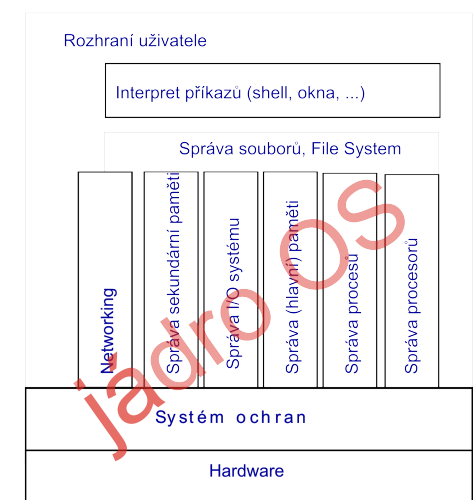 Rozhraní uživatele
Interpret příkazů (shell, okna, ...)
Správa souborů, File System
Networking
Správa sekundární paměti
Správa I/O systému
Správa (hlavní) paměti
Správa procesů
Správa procesorů
jádro OS
Systém ochran
Hardware